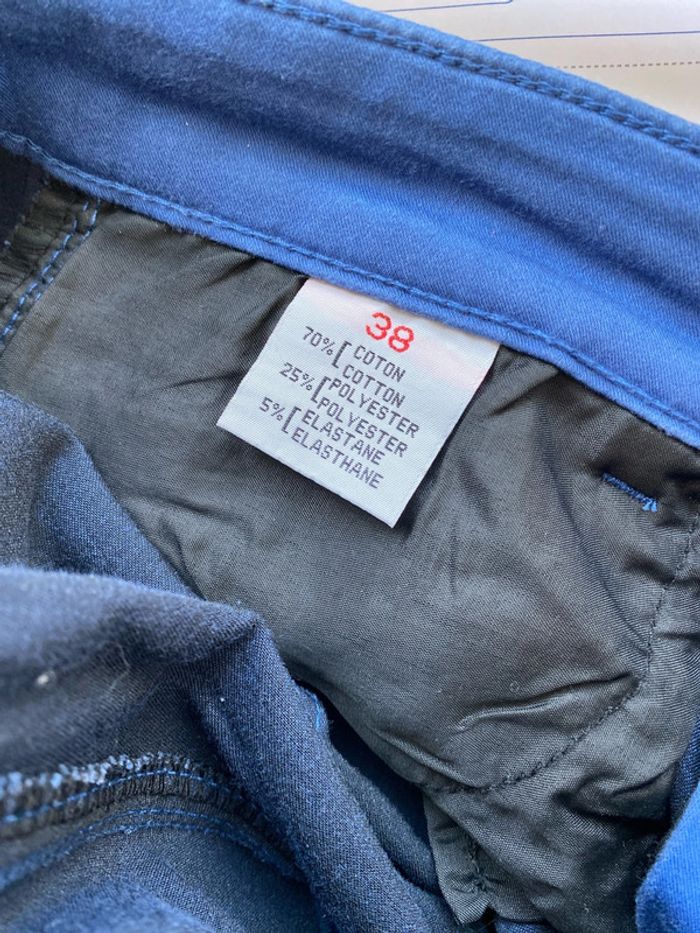 38
70% [ COTON
COTTON
25% [ POLYESTER
POLYESTER
5% [ ELASTANE
ELASTHANE